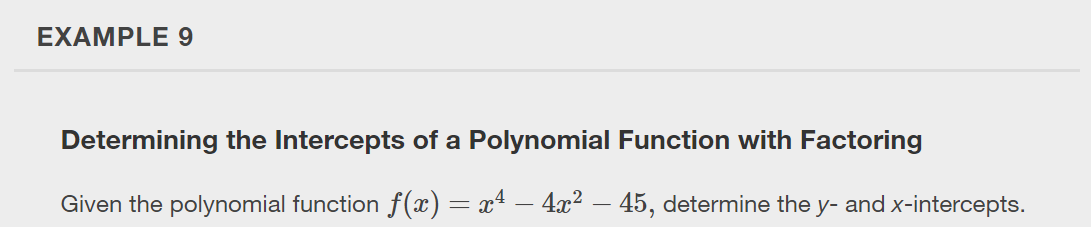 EXAMPLE 9
Determining the Intercepts of a Polynomial Function with Factoring
Given the polynomial function f(x) = x⁴ − 4x² − 45, determine the y- and x-intercepts.